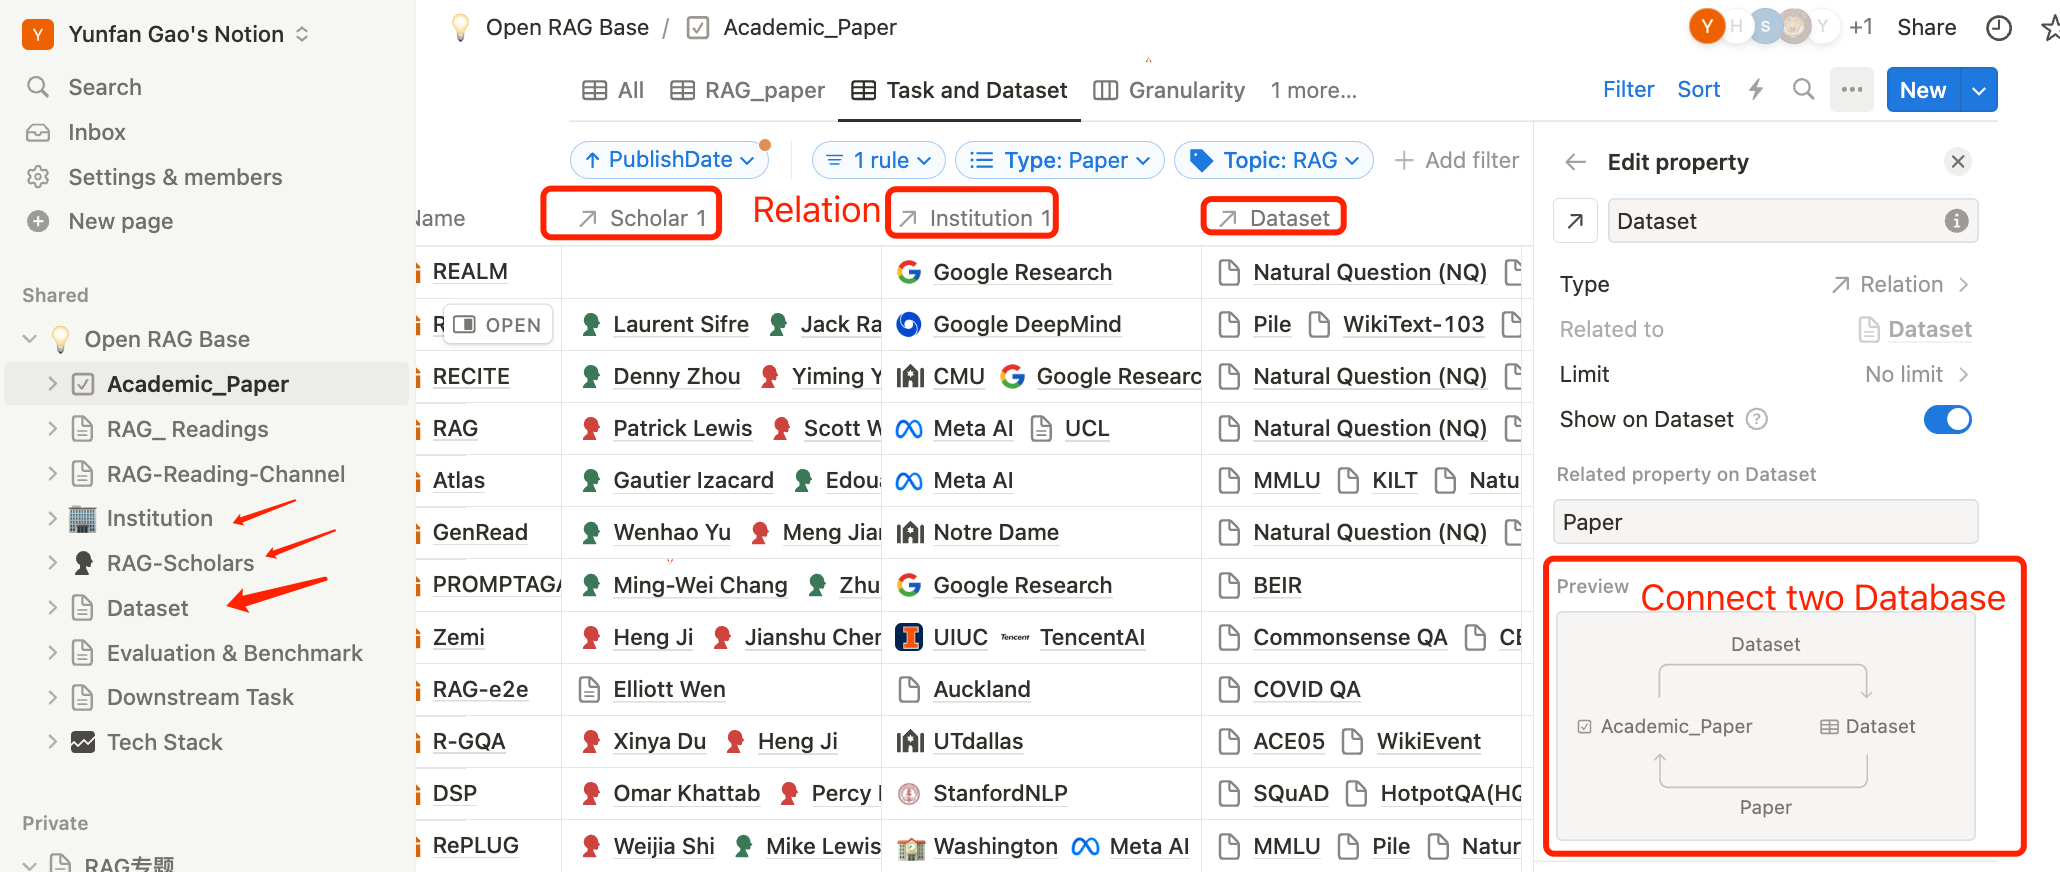 Y Yunfan Gao's Notion
Search
Inbox
Settings & members
New page
Shared
Open RAG Base
Academic_Paper
RAG_ Readings
RAG-Reading-Channel
Institution
RAG-Scholars
Dataset
Evaluation & Benchmark
Downstream Task
Tech Stack
Private
RAG专题
Open RAG Base / Academic_Paper
Y H S Y +1 Share
All RAG_paper Task and Dataset Granularity 1 more...
Filter Sort ... New
PublishDate 1 rule Type: Paper Topic: RAG + Add filter
Name Scholar 1 Relation Institution 1 Dataset
REALM Google Research Natural Question (NQ)
R OPEN Laurent Sifre Jack Ra Google DeepMind Pile WikiText-103
RECITE Denny Zhou Yiming Y CMU Google Researc Natural Question (NQ)
RAG Patrick Lewis Scott W Meta AI UCL Natural Question (NQ)
Atlas Gautier Izacard Edoua Meta AI MMLU KILT Natu
GenRead Wenhao Yu Meng Jian Notre Dame Natural Question (NQ)
PROMPTAGA Ming-Wei Chang Zhu Google Research BEIR
Zemi Heng Ji Jianshu Chen UIUC Tencent TencentAI Commonsense QA CE
RAG-e2e Elliott Wen Auckland COVID QA
R-GQA Xinya Du Heng Ji UTdallas ACE05 WikiEvent
DSP Omar Khattab Percy StanfordNLP SQuAD HotpotQA(HQ
RePLUG Weijia Shi Mike Lewis Washington Meta AI MMLU Pile Natur
Edit property
Dataset
Type Relation
Related to Dataset
Limit No limit
Show on Dataset ?
Related property on Dataset
Paper
Preview
Connect two Database
Dataset
Academic_Paper Dataset
Paper